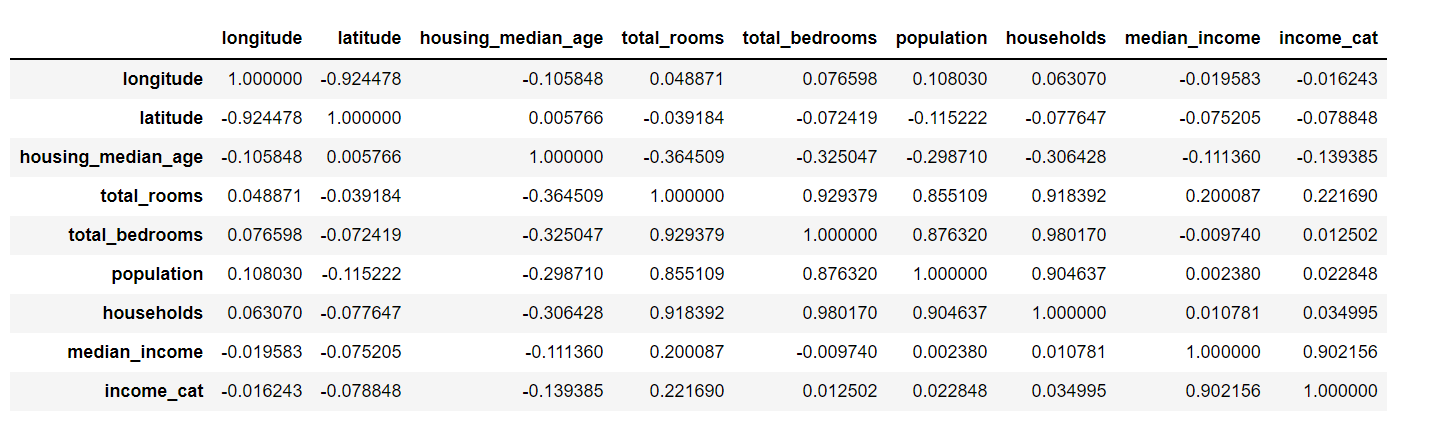 longitude latitude housing_median_age total_rooms total_bedrooms population households median_income income_cat
longitude 1.000000 -0.924478 -0.105848 0.048871 0.076598 0.108030 0.063070 -0.019583 -0.016243
latitude -0.924478 1.000000 0.005766 -0.039184 -0.072419 -0.115222 -0.077647 -0.075205 -0.078848
housing_median_age -0.105848 0.005766 1.000000 -0.364509 -0.325047 -0.298710 -0.306428 -0.111360 -0.139385
total_rooms 0.048871 -0.039184 -0.364509 1.000000 0.929379 0.855109 0.918392 0.200087 0.221690
total_bedrooms 0.076598 -0.072419 -0.325047 0.929379 1.000000 0.876320 0.980170 -0.009740 0.012502
population 0.108030 -0.115222 -0.298710 0.855109 0.876320 1.000000 0.904637 0.002380 0.022848
households 0.063070 -0.077647 -0.306428 0.918392 0.980170 0.904637 1.000000 0.010781 0.034995
median_income -0.019583 -0.075205 -0.111360 0.200087 -0.009740 0.002380 0.010781 1.000000 0.902156
income_cat -0.016243 -0.078848 -0.139385 0.221690 0.012502 0.022848 0.034995 0.902156 1.000000